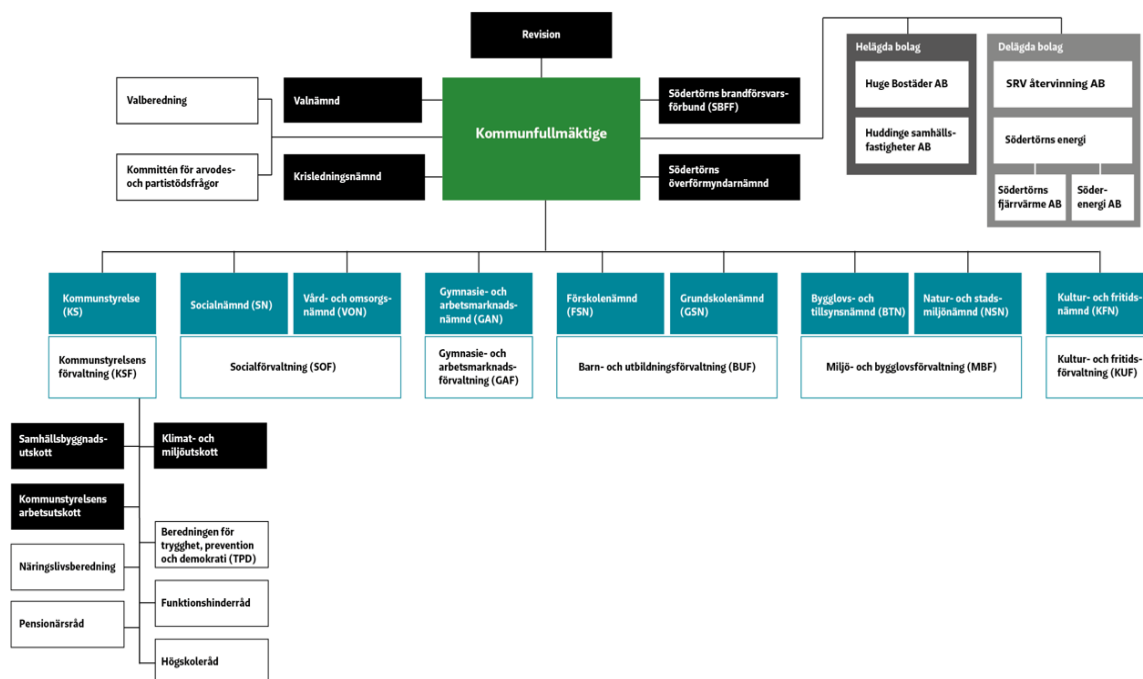 Revision
Helägda bolag
Delägda bolag
Huge Bostäder AB
SRV återvinning AB
Valberedning
Valnämnd
Kommunfullmäktige
Södertörns brandförsvars-
förbund (SBFF)
Huddinge samhälls-
fastigheter AB
Södertörns energi
Kommittén för arvodes-
och partistödsfrågor
Krisledningsnämnd
Södertörns
överförmyndarnämnd
Södertörns
fjärrvärme AB
Söder-
energi AB
Kommunstyrelse
(KS)
Socialnämnd (SN)
Vård- och omsorgs-
nämnd (VON)
Gymnasie- och
arbetsmarknads-
nämnd (GAN)
Förskolenämnd
(FSN)
Grundskolenämnd
(GSN)
Bygglovs- och
tillsynsnämnd (BTN)
Natur- och stads-
miljönämnd (NSN)
Kultur- och fritids-
nämnd (KFN)
Kommunstyrelsens
förvaltning (KSF)
Socialförvaltning (SOF)
Gymnasie- och
arbetsmarknads-
förvaltning (GAF)
Barn- och utbildningsförvaltning (BUF)
Miljö- och bygglovsförvaltning (MBF)
Kultur- och fritids-
förvaltning (KUF)
Samhällsbyggnads-
utskott
Klimat- och
miljöutskott
Kommunstyrelsens
arbetsutskott
Beredningen för
trygghet, prevention
och demokrati (TPD)
Näringslivsberedning
Funktionshinderråd
Pensionärsråd
Högskoleråd